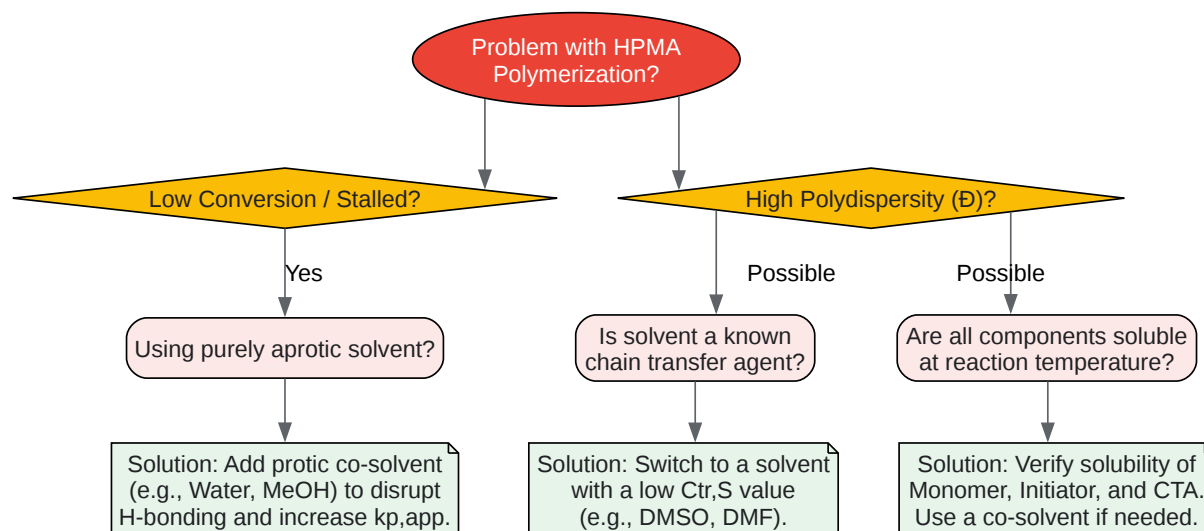 Problem with HPMA
Polymerization?
Low Conversion / Stalled?
High Polydispersity (Đ)?
Yes
Possible
Possible
Using purely aprotic solvent?
Is solvent a known
chain transfer agent?
Are all components soluble
at reaction temperature?
Solution: Add protic co-solvent
(e.g., Water, MeOH) to disrupt
H-bonding and increase kp,app.
Solution: Switch to a solvent
with a low Ctr,S value
(e.g., DMSO, DMF).
Solution: Verify solubility of
Monomer, Initiator, and CTA.
Use a co-solvent if needed.